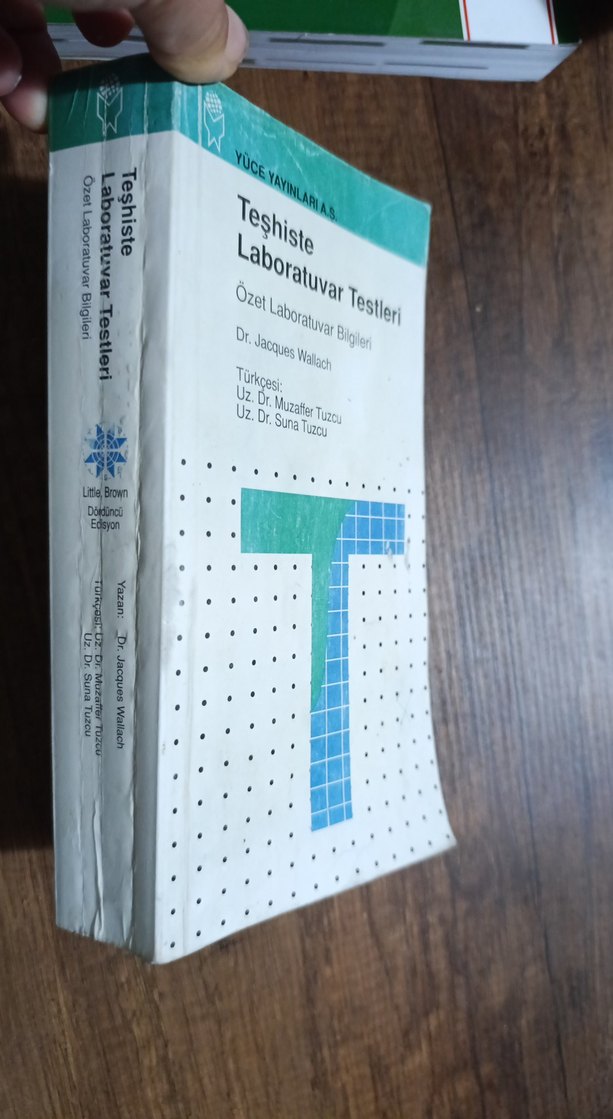 YÜCE YAYINLARI A.Ş.
Teşhiste
Laboratuvar Testleri
Özet Laboratuvar Bilgileri
Dr. Jacques Wallach
Türkçesi:
Uz. Dr. Muzaffer Tuzcu
Uz. Dr. Suna Tuzcu
Teşhiste
Laboratuvar Testleri
Özet Laboratuvar Bilgileri
Little, Brown
Dördüncü
Edisyon
Yazan: Dr. Jacques Wallach
Türkçesi: Uz. Dr. Muzaffer Tuzcu
Uz. Dr. Suna Tuzcu